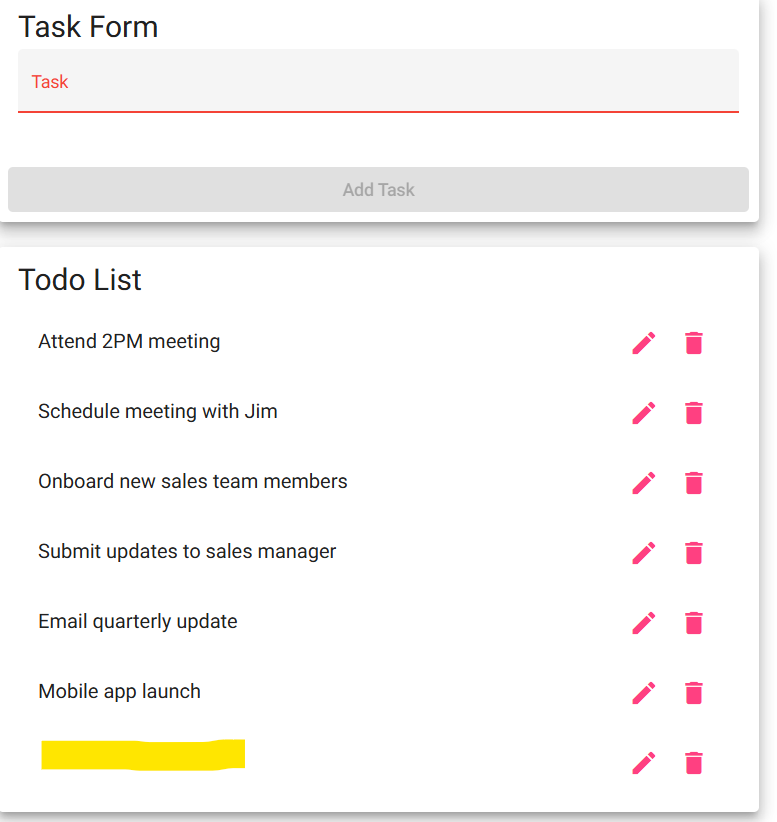 Task Form
Task
Add Task
Todo List
Attend 2PM meeting
Schedule meeting with Jim
Onboard new sales team members
Submit updates to sales manager
Email quarterly update
Mobile app launch